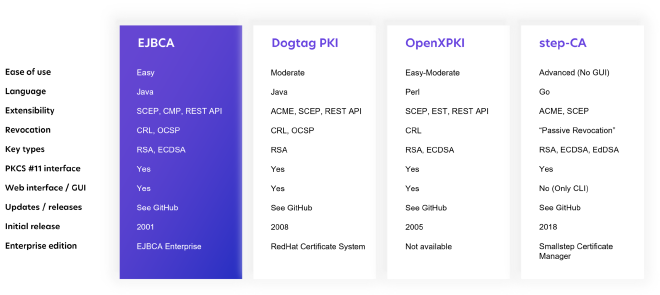 EJBCA Dogtag PKI OpenXPKI step-CA
Ease of use Easy Moderate Easy-Moderate Advanced (No GUI)
Language Java Java Perl Go
Extensibility SCEP, CMP, REST API ACME, SCEP, REST API SCEP, EST, REST API ACME, SCEP
Revocation CRL, OCSP CRL, OCSP CRL “Passive Revocation”
Key types RSA, ECDSA RSA RSA, ECDSA RSA, ECDSA, EdDSA
PKCS #11 interface Yes Yes Yes Yes
Web interface / GUI Yes Yes Yes No (Only CLI)
Updates / releases See GitHub See GitHub See GitHub See GitHub
Initial release 2001 2008 2005 2018
Enterprise edition EJBCA Enterprise RedHat Certificate System Not available Smallstep Certificate
Manager